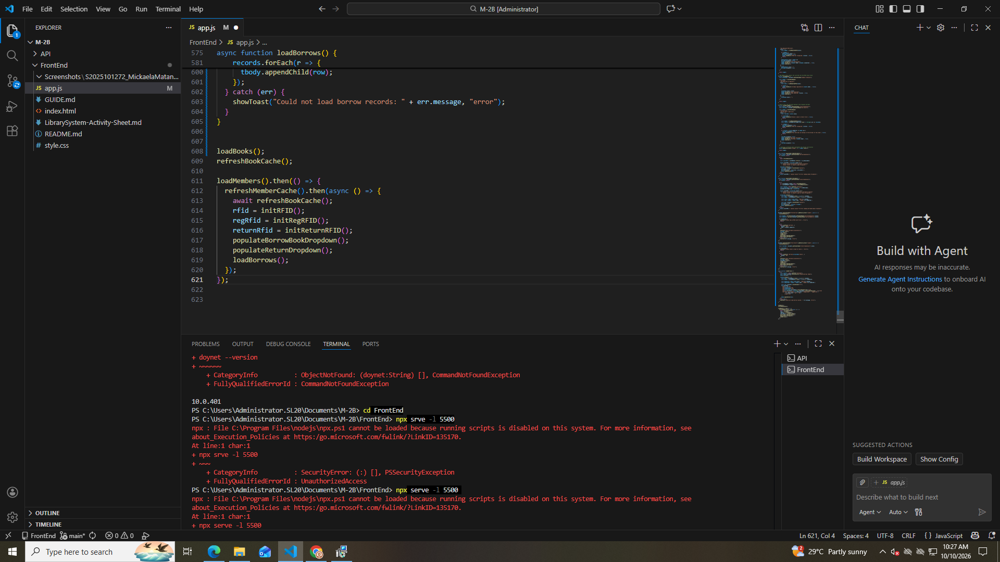 File Edit Selection View Go Run Terminal Help
M-2B [Administrator]
EXPLORER
M-2B
API
FrontEnd
Screenshots \ S2025101272_MickaelaMatan...
JS app.js M
GUIDE.md
index.html
LibrarySystem-Activity-Sheet.md
README.md
# style.css
OUTLINE
TIMELINE
JS app.js M
FrontEnd > JS app.js > ...
575 async function loadBorrows() {
581 records.forEach(r => {
600 tbody.appendChild(row);
601 });
602 } catch (err) {
603 showToast("Could not load borrow records: " + err.message, "error");
604 }
605 }
606
607
608 loadBooks();
609 refreshBookCache();
610
611 loadMembers().then(() => {
612 refreshMemberCache().then(async () => {
613 await refreshBookCache();
614 rfid = initRFID();
615 regRfid = initRegRFID();
616 returnRfid = initReturnRFID();
617 populateBorrowBookDropdown();
618 populateReturnDropdown();
619 loadBorrows();
620 });
621 });
622
623
PROBLEMS OUTPUT DEBUG CONSOLE TERMINAL PORTS
+ doynet --version
+ ~~~~~~
+ CategoryInfo : ObjectNotFound: (doynet:String) [], CommandNotFoundException
+ FullyQualifiedErrorId : CommandNotFoundException
10.0.401
PS C:\Users\Administrator.SL20\Documents\M-2B> cd FrontEnd
PS C:\Users\Administrator.SL20\Documents\M-2B\FrontEnd> npx srve -l 5500
npx : File C:\Program Files\nodejs\npx.ps1 cannot be loaded because running scripts is disabled on this system. For more information, see
about_Execution_Policies at https:/go.microsoft.com/fwlink/?LinkID=135170.
At line:1 char:1
+ npx srve -l 5500
+ ~~~
+ CategoryInfo : SecurityError: (:) [], PSSecurityException
+ FullyQualifiedErrorId : UnauthorizedAccess
PS C:\Users\Administrator.SL20\Documents\M-2B\FrontEnd> npx serve -l 5500
npx : File C:\Program Files\nodejs\npx.ps1 cannot be loaded because running scripts is disabled on this system. For more information, see
about_Execution_Policies at https:/go.microsoft.com/fwlink/?LinkID=135170.
At line:1 char:1
+ npx serve -l 5500
API
FrontEnd
CHAT
Build with Agent
AI responses may be inaccurate.
Generate Agent Instructions to onboard AI
onto your codebase.
SUGGESTED ACTIONS
Build Workspace Show Config
+ JS app.js
Describe what to build next
Agent Auto
FrontEnd main* 0 0
Ln 621, Col 4 Spaces: 4 UTF-8 CRLF {} JavaScript
Type here to search
2 29°C Partly sunny
10:27 AM
10/10/2026